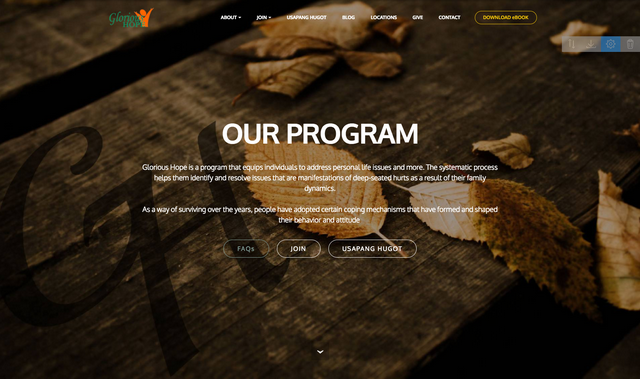 Glorious
Hope
ABOUT
JOIN
USAPANG HUGOT
BLOG
LOCATIONS
GIVE
CONTACT
DOWNLOAD eBOOK
OUR PROGRAM
Glorious Hope is a program that equips individuals to address personal life issues and more. The systematic process
helps them identify and resolve issues that are manifestations of deep-seated hurts as a result of their family
dynamics.
As a way of surviving over the years, people have adopted certain coping mechanisms that have formed and shaped
their behavior and attitude
FAQs
JOIN
USAPANG HUGOT